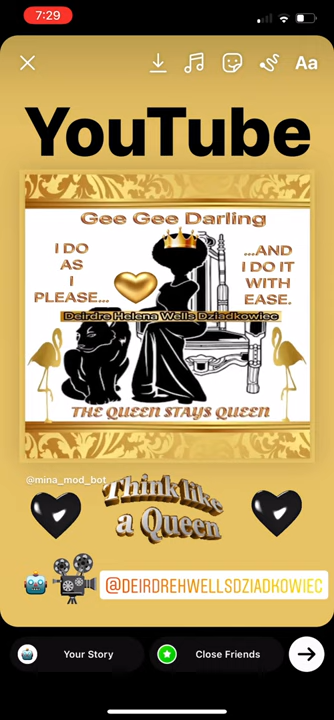 7:29
Aa
YouTube
Gee Gee Darling
I DO
AS
I
PLEASE...
...AND
I DO IT
WITH
EASE.
Deirdre Helena Wells Dziadkowiec
THE QUEEN STAYS QUEEN
@mina_mod_bot
Think like
a Queen
@DEIRDREHWELLSDZIADKOWIEC
Your Story
Close Friends